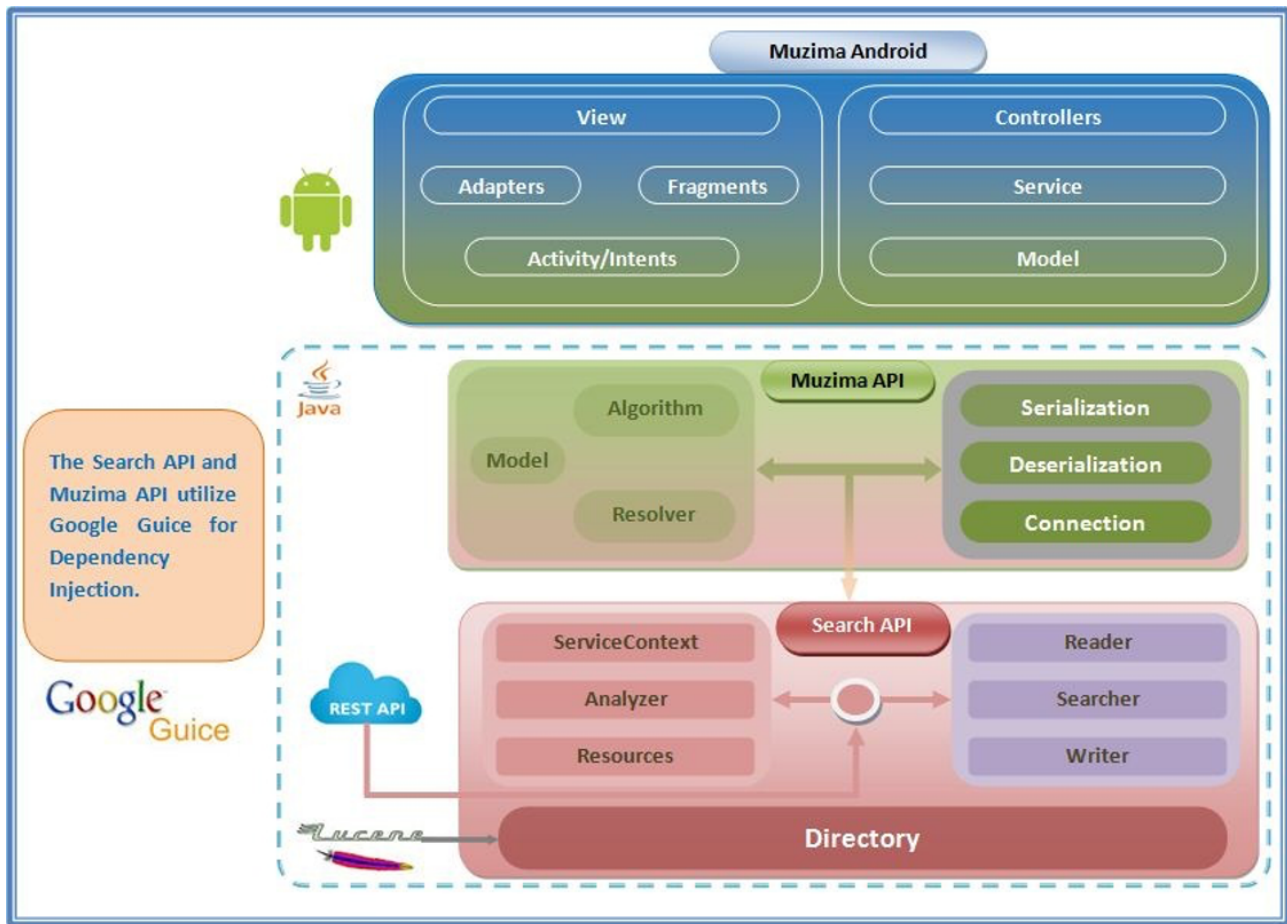 Muzima Android
View
Controllers
Adapters
Fragments
Service
Activity/Intents
Model
Java
Muzima API
Algorithm
Model
Resolver
Serialization
Deserialization
Connection
The Search API and
Muzima API utilize
Google Guice for
Dependency
Injection.
Google
Guice
REST API
Search API
ServiceContext
Analyzer
Resources
Reader
Searcher
Writer
Lucene
Directory